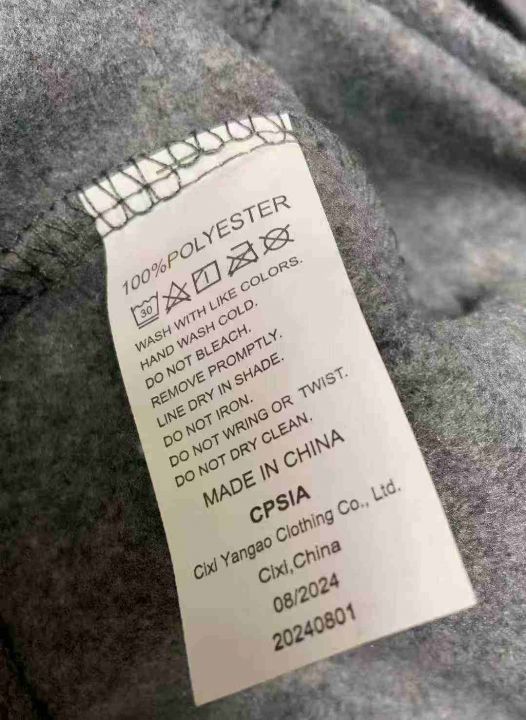 100%POLYESTER
30
WASH WITH LIKE COLORS.
HAND WASH COLD.
DO NOT BLEACH.
REMOVE PROMPTLY.
LINE DRY IN SHADE.
DO NOT IRON.
DO NOT WRING OR TWIST.
DO NOT DRY CLEAN.
MADE IN CHINA
CPSIA
Cixi Yangao Clothing Co., Ltd.
Cixi,China
08/2024
20240801